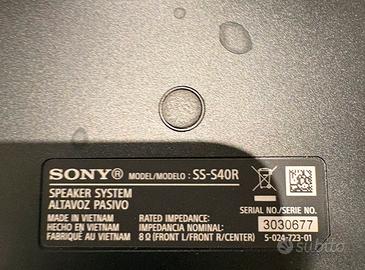 SONY® MODEL/MODELO: SS-S40R
SPEAKER SYSTEM
ALTAVOZ PASIVO
SERIAL NO./SERIE NO.
MADE IN VIETNAM RATED IMPEDANCE:
3030677
HECHO EN VIETNAM IMPEDANCIA NOMINAL:
FABRIQUÉ AU VIETNAM 8Ω (FRONT L/FRONT R/CENTER) 5-024-723-01
subito